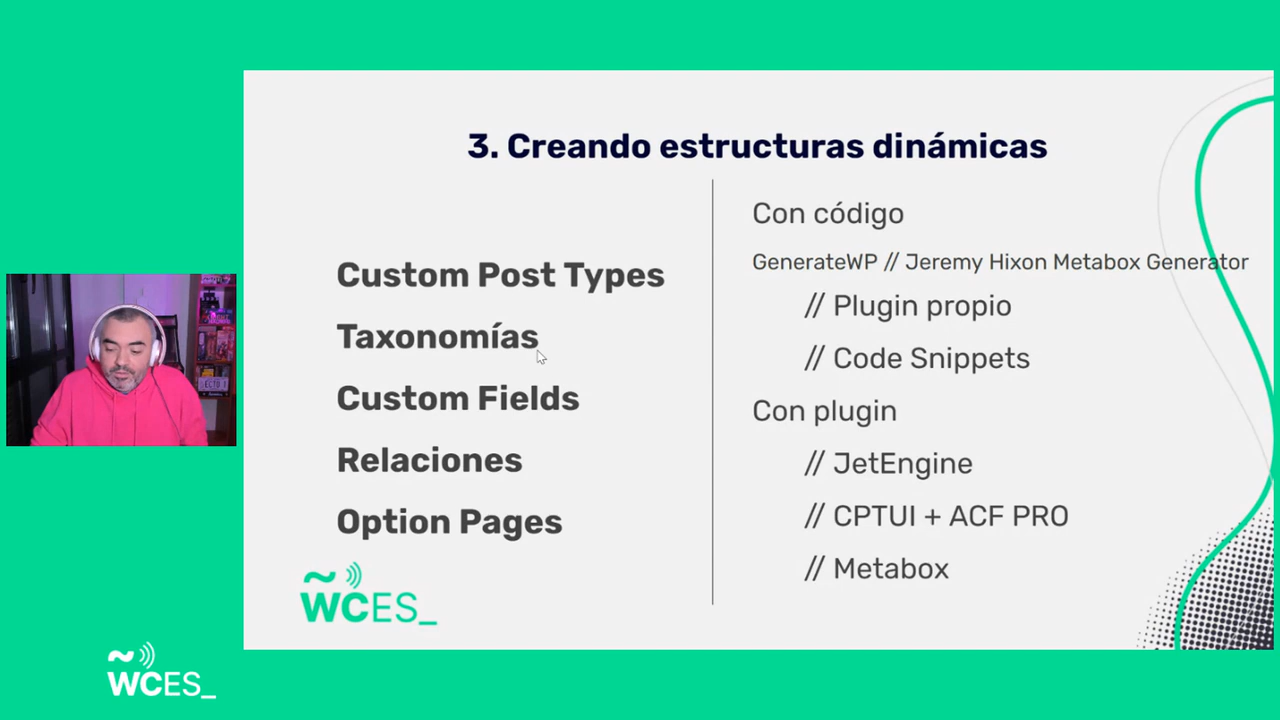 3. Creando estructuras dinámicas
Custom Post Types
Taxonomías
Custom Fields
Relaciones
Option Pages
Con código
GenerateWP // Jeremy Hixon Metabox Generator
// Plugin propio
// Code Snippets
Con plugin
// JetEngine
// CPTUI + ACF PRO
// Metabox
~ WCES_
~ WCES_